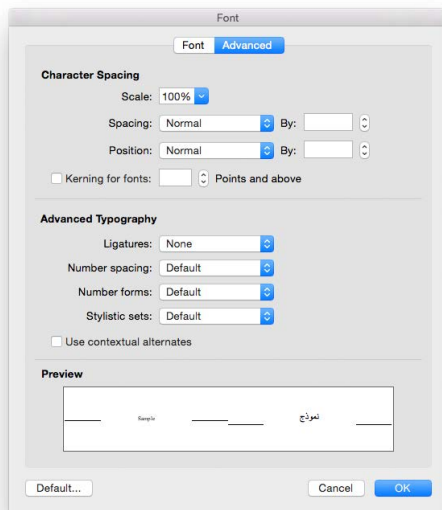 Font
Font Advanced
Character Spacing
Scale: 100%
Spacing: Normal By:
Position: Normal By:
Kerning for fonts: Points and above
Advanced Typography
Ligatures: None
Number spacing: Default
Number forms: Default
Stylistic sets: Default
Use contextual alternates
Preview
Sample نموذج
Default... Cancel OK